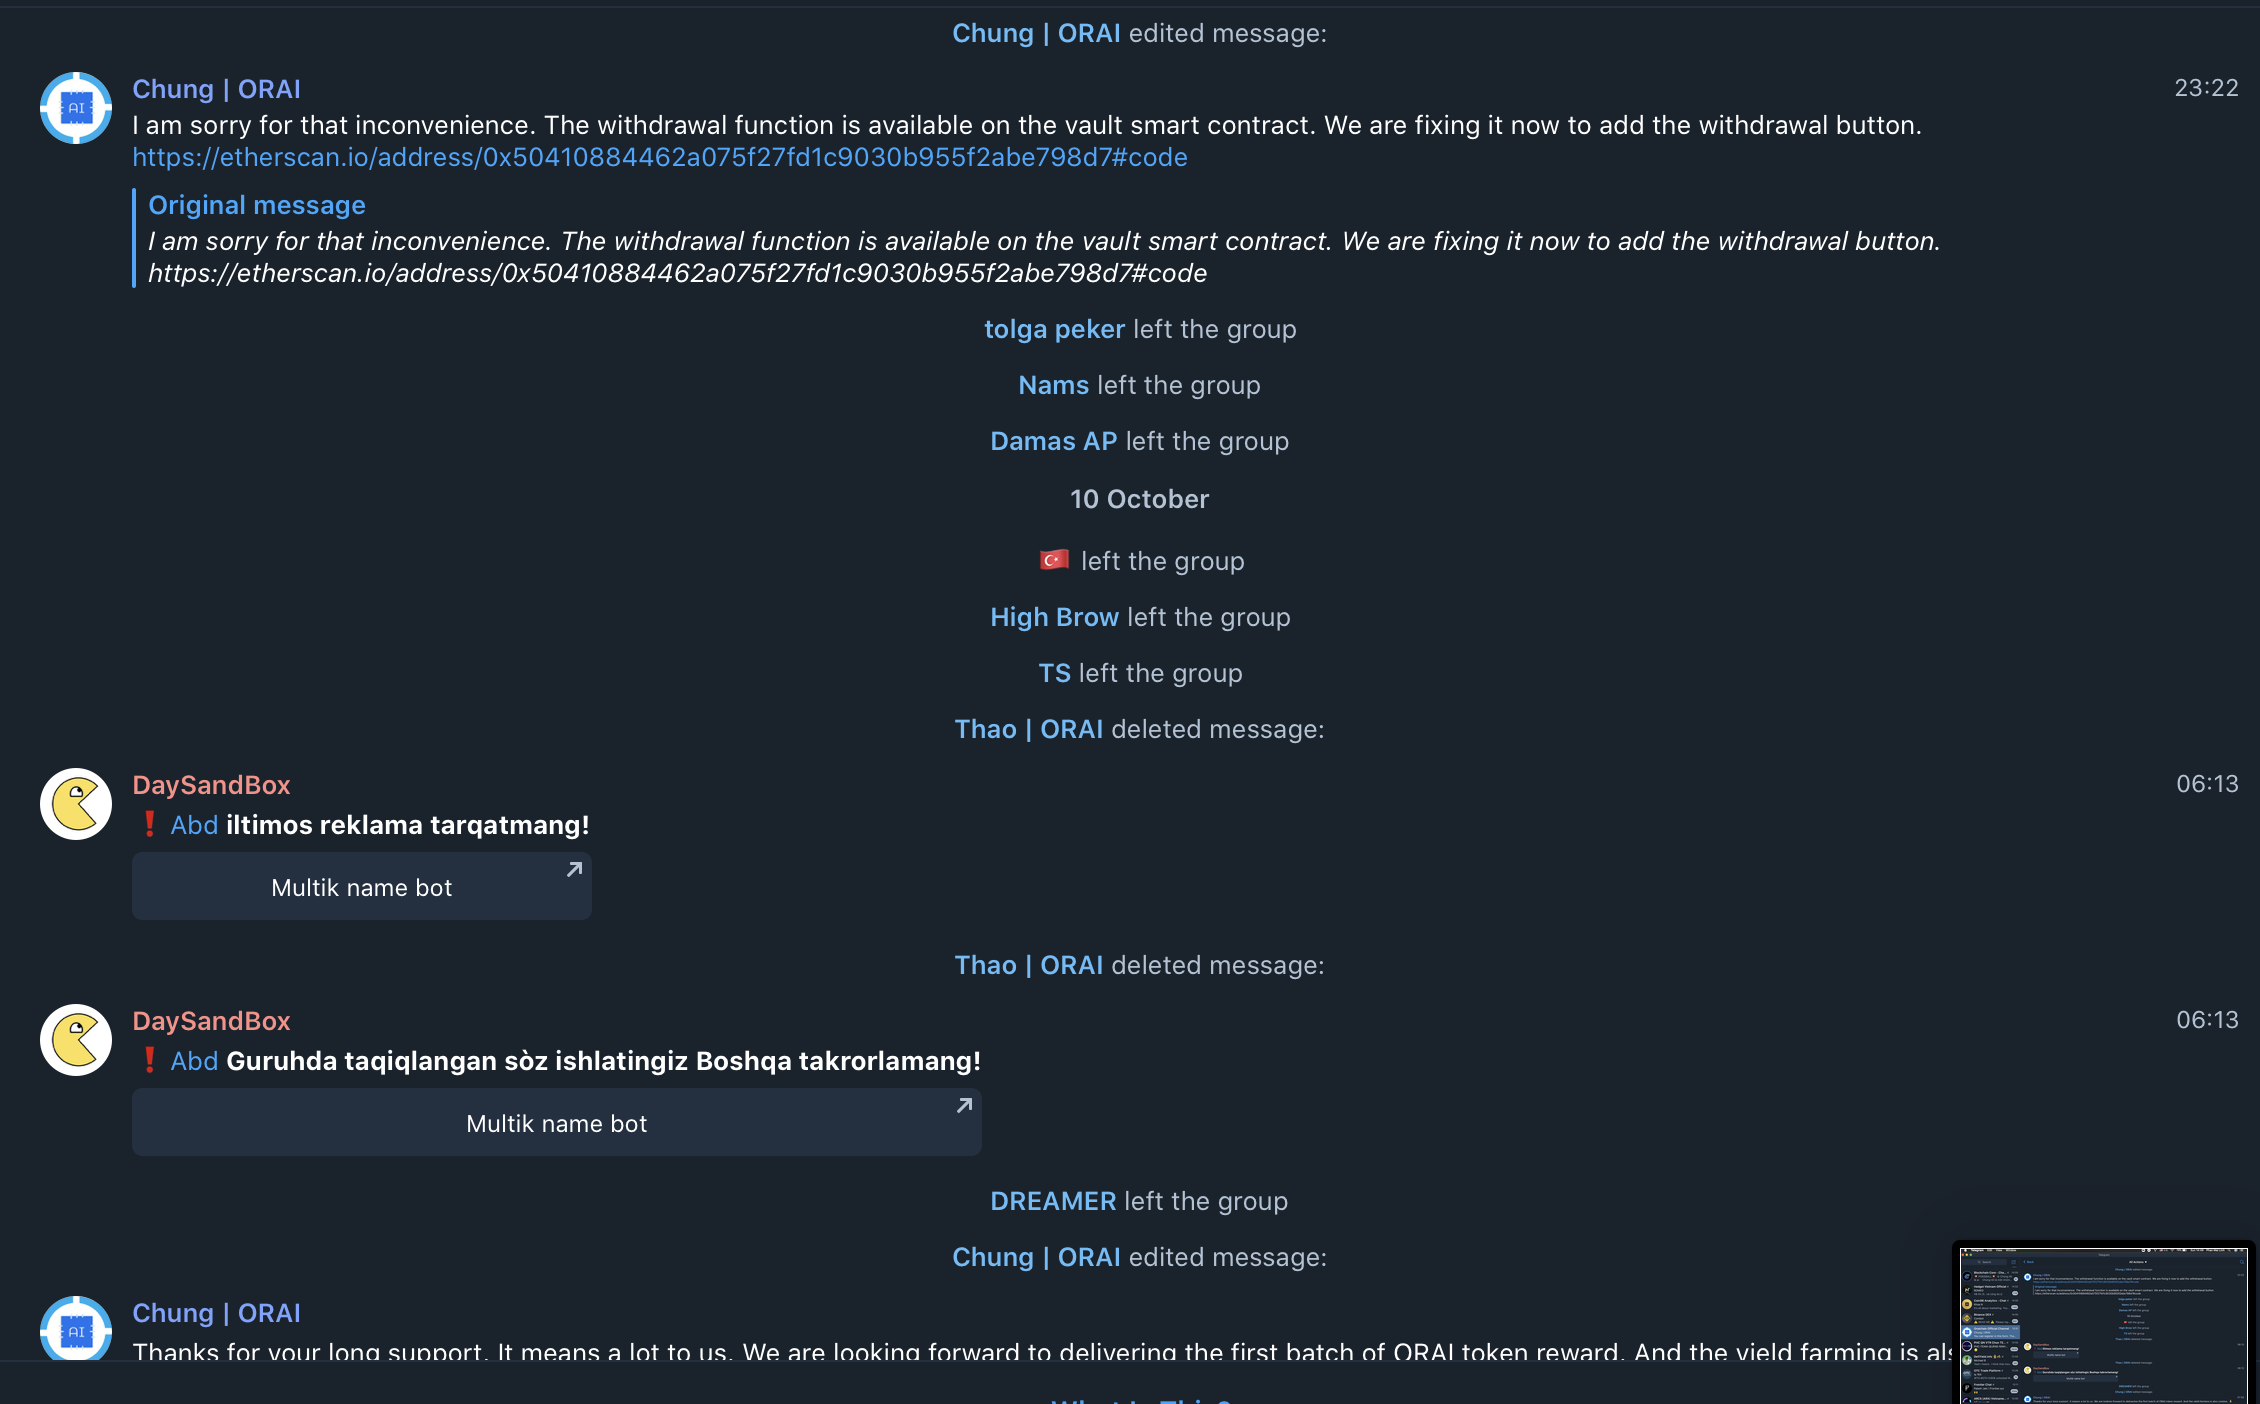 Chung | ORAI edited message:
Chung | ORAI
23:22
I am sorry for that inconvenience. The withdrawal function is available on the vault smart contract. We are fixing it now to add the withdrawal button.
https://etherscan.io/address/0x50410884462a075f27fd1c9030b955f2abe798d7#code
Original message
I am sorry for that inconvenience. The withdrawal function is available on the vault smart contract. We are fixing it now to add the withdrawal button.
https://etherscan.io/address/0x50410884462a075f27fd1c9030b955f2abe798d7#code
tolga peker left the group
Nams left the group
Damas AP left the group
10 October
🇹🇷 left the group
High Brow left the group
TS left the group
Thao | ORAI deleted message:
DaySandBox
06:13
❗ Abd iltimos reklama tarqatmang!
Multik name bot
Thao | ORAI deleted message:
DaySandBox
06:13
❗ Abd Guruhda taqiqlangan sòz ishlatingiz Boshqa takrorlamang!
Multik name bot
DREAMER left the group
Chung | ORAI edited message:
Chung | ORAI
Thanks for your long support. It means a lot to us. We are looking forward to delivering the first batch of ORAI token reward. And the yield farming is
What Is This?